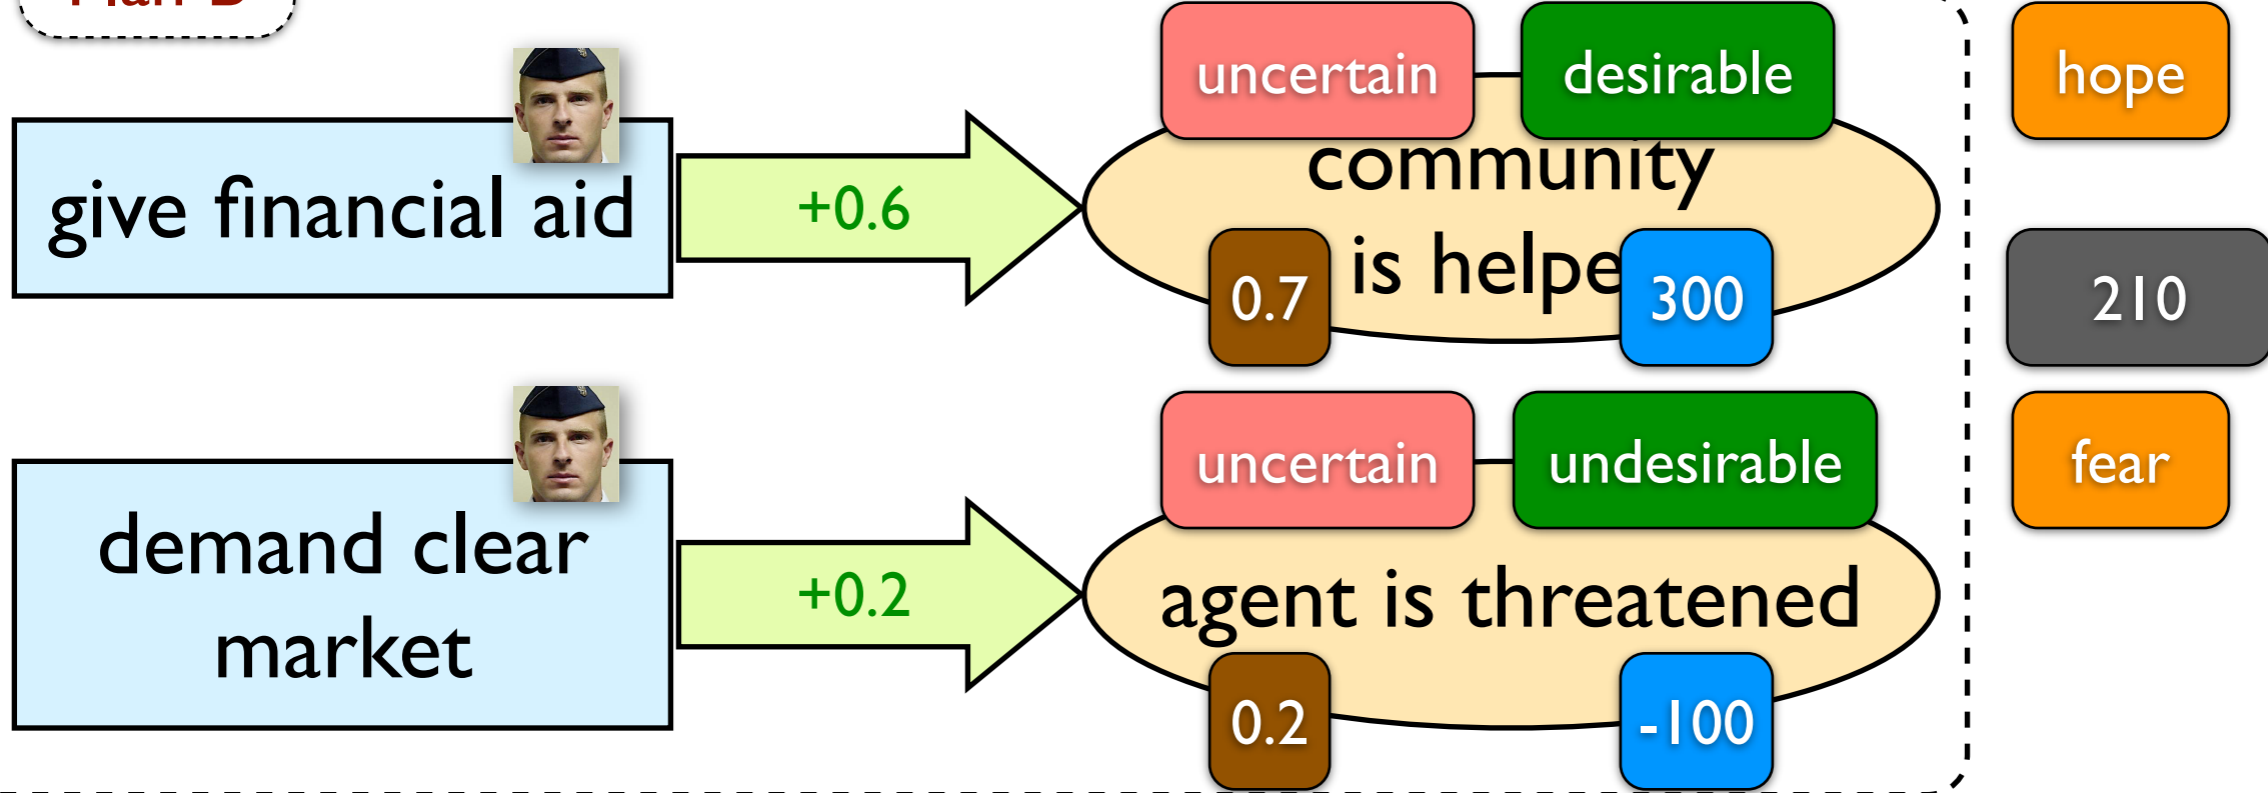 uncertain
desirable
hope
give financial aid
+0.6
community
is helpe
0.7
300
210
uncertain
undesirable
fear
demand clear
market
+0.2
agent is threatened
0.2
-100